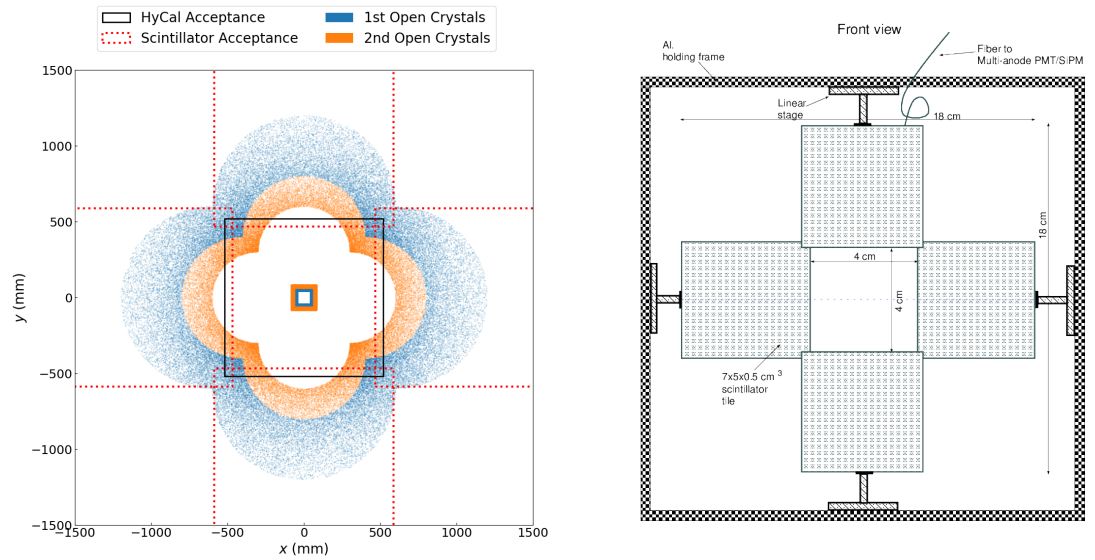 HyCal Acceptance
Scintillator Acceptance
1st Open Crystals
2nd Open Crystals
1500
1000
500
0
−500
−1000
−1500
y (mm)
−1500
−1000
−500
0
500
1000
1500
x (mm)
Front view
Al.
holding frame
Fiber to
Multi-anode PMT/SiPM
Linear
stage
18 cm
18 cm
4 cm
4 cm
7x5x0.5 cm 3
scintillator
tile